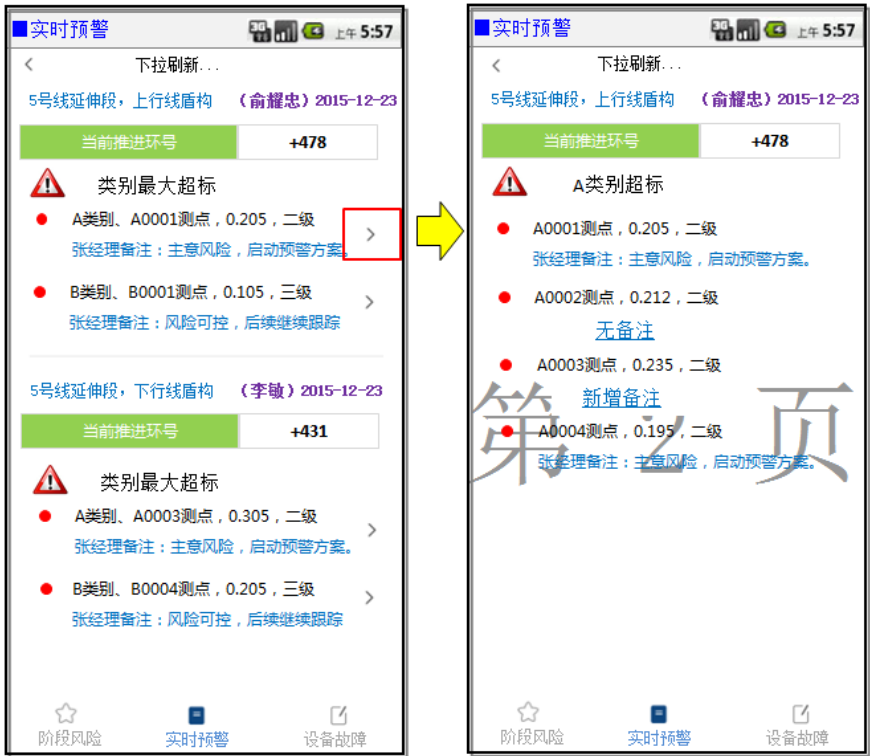 ■实时预警
3G 上午 5:57
下拉刷新...
5号线延伸段，上行线盾构 （俞耀忠）2015-12-23
当前推进环号 +478
类别最大超标
A类别、A0001测点，0.205，二级
张经理备注：主意风险，启动预警方案。
B类别、B0001测点，0.105，三级
张经理备注：风险可控，后续继续跟踪
5号线延伸段，下行线盾构 （李敏）2015-12-23
当前推进环号 +431
类别最大超标
A类别、A0003测点，0.305，二级
张经理备注：主意风险，启动预警方案。
B类别、B0004测点，0.205，三级
张经理备注：风险可控，后续继续跟踪
阶段风险 实时预警 设备故障
■实时预警
3G 上午 5:57
下拉刷新...
5号线延伸段，上行线盾构 （俞耀忠）2015-12-23
当前推进环号 +478
A类别超标
A0001测点，0.205，二级
张经理备注：主意风险，启动预警方案。
A0002测点，0.212，二级
无备注
A0003测点，0.235，二级
新增备注
第 2 页
A0004测点，0.195，二级
张经理备注：主意风险，启动预警方案。
阶段风险 实时预警 设备故障